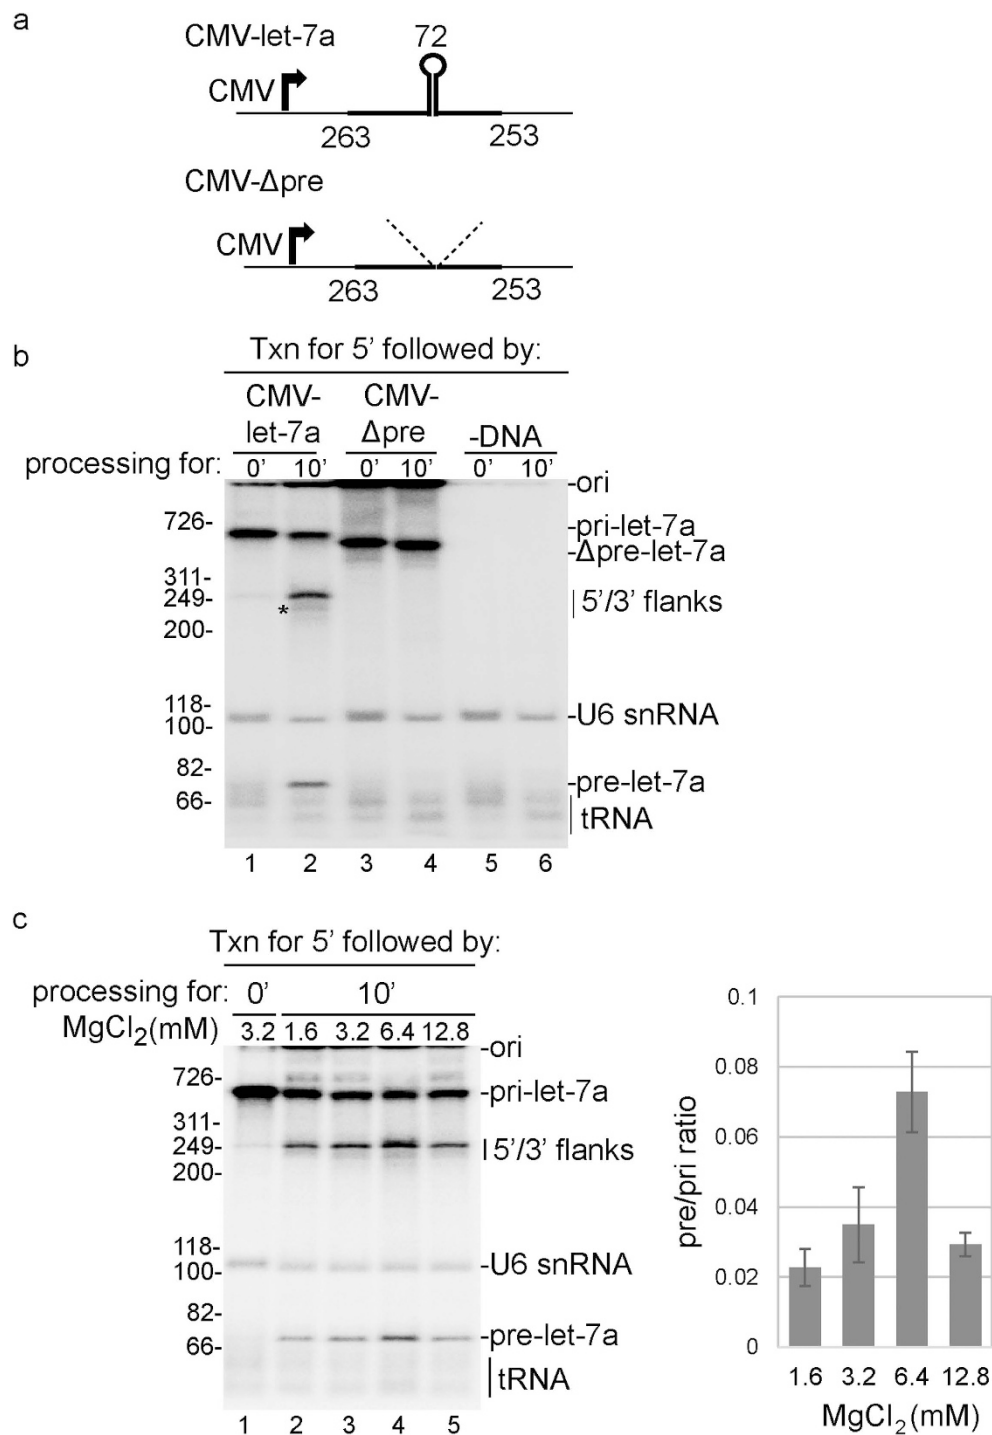 a
CMV-let-7a
72
CMV
263 253
CMV-Δpre
CMV
263 253
b
Txn for 5’ followed by:
CMV- CMV-
let-7a Δpre -DNA
processing for: 0’ 10’ 0’ 10’ 0’ 10’
-ori
726- -pri-let-7a
-Δpre-let-7a
311-
249- 5’/3’ flanks
*
200-
118- -U6 snRNA
100-
82- -pre-let-7a
66- tRNA
1 2 3 4 5 6
c
Txn for 5’ followed by:
processing for: 0’ 10’
MgCl2(mM) 3.2 1.6 3.2 6.4 12.8
-ori
726- -pri-let-7a
311-
249- 5’/3’ flanks
200-
118- -U6 snRNA
100-
82- -pre-let-7a
66-
tRNA
1 2 3 4 5
pre/pri ratio
0.1
0.08
0.06
0.04
0.02
0
1.6 3.2 6.4 12.8
MgCl2(mM)